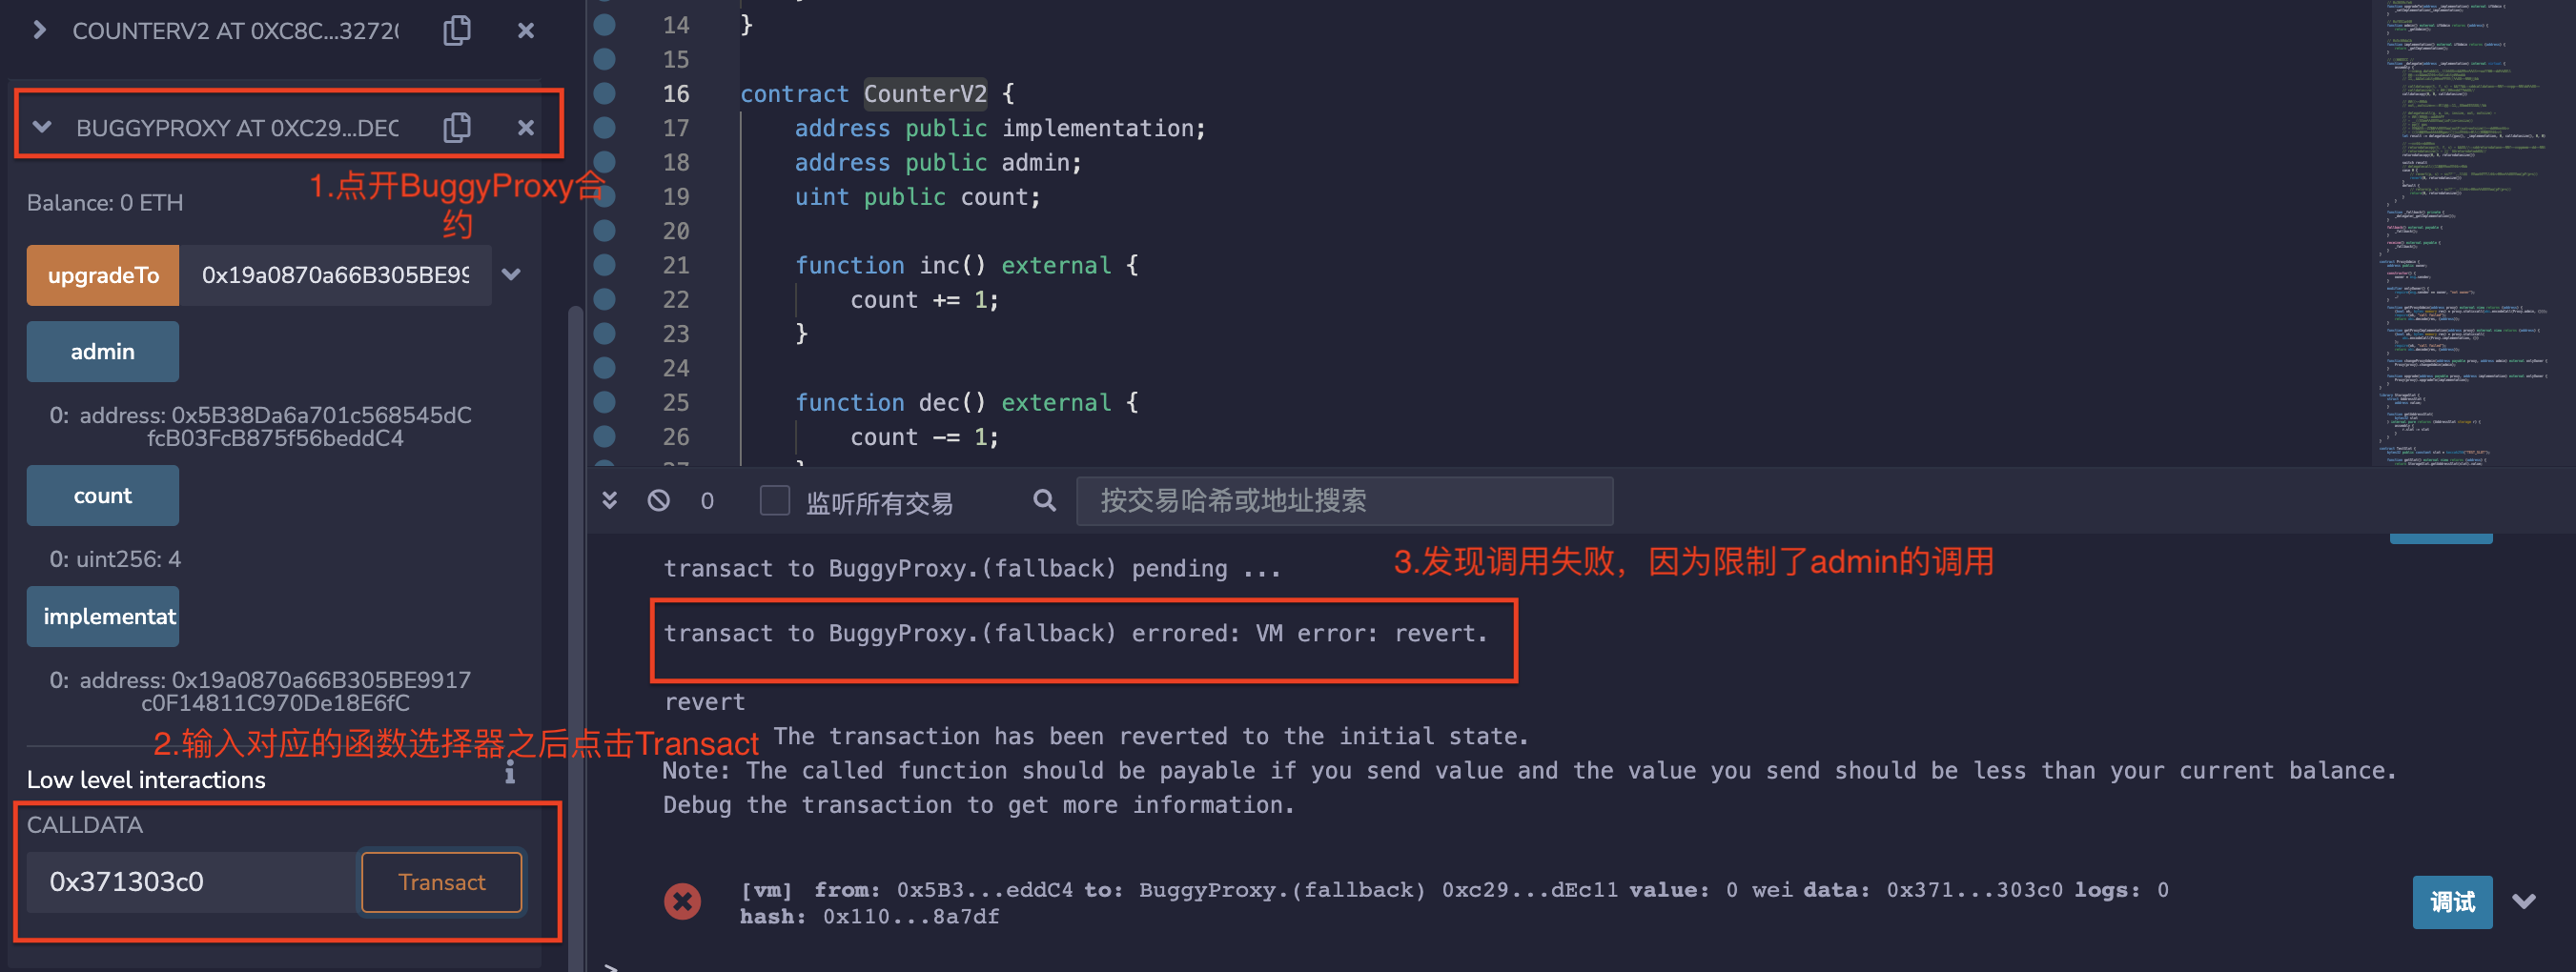 COUNTERV2 AT 0XC8C...3272(
BUGGYPROXY AT 0XC29...DEC
1.点开BuggyProxy合
约
Balance: 0 ETH
upgradeTo 0x19a0870a66B305BE99
admin
0: address: 0x5B38Da6a701c568545dC
fcB03FcB875f56beddC4
count
0: uint256: 4
implementat
0: address: 0x19a0870a66B305BE9917
c0F14811C970De18E6fC
2.输入对应的函数选择器之后点击Transact
Low level interactions
CALLDATA
0x371303c0 Transact
14 }
15
16 contract CounterV2 {
17 address public implementation;
18 address public admin;
19 uint public count;
20
21 function inc() external {
22 count += 1;
23 }
24
25 function dec() external {
26 count -= 1;
27 }
0 监听所有交易 按交易哈希或地址搜索
transact to BuggyProxy.(fallback) pending ...
3.发现调用失败，因为限制了admin的调用
transact to BuggyProxy.(fallback) errored: VM error: revert.
revert
The transaction has been reverted to the initial state.
Note: The called function should be payable if you send value and the value you send should be less than your current balance.
Debug the transaction to get more information.
[vm] from: 0x5B3...eddC4 to: BuggyProxy.(fallback) 0xc29...dEc11 value: 0 wei data: 0x371...303c0 logs: 0
hash: 0x110...8a7df
调试
>